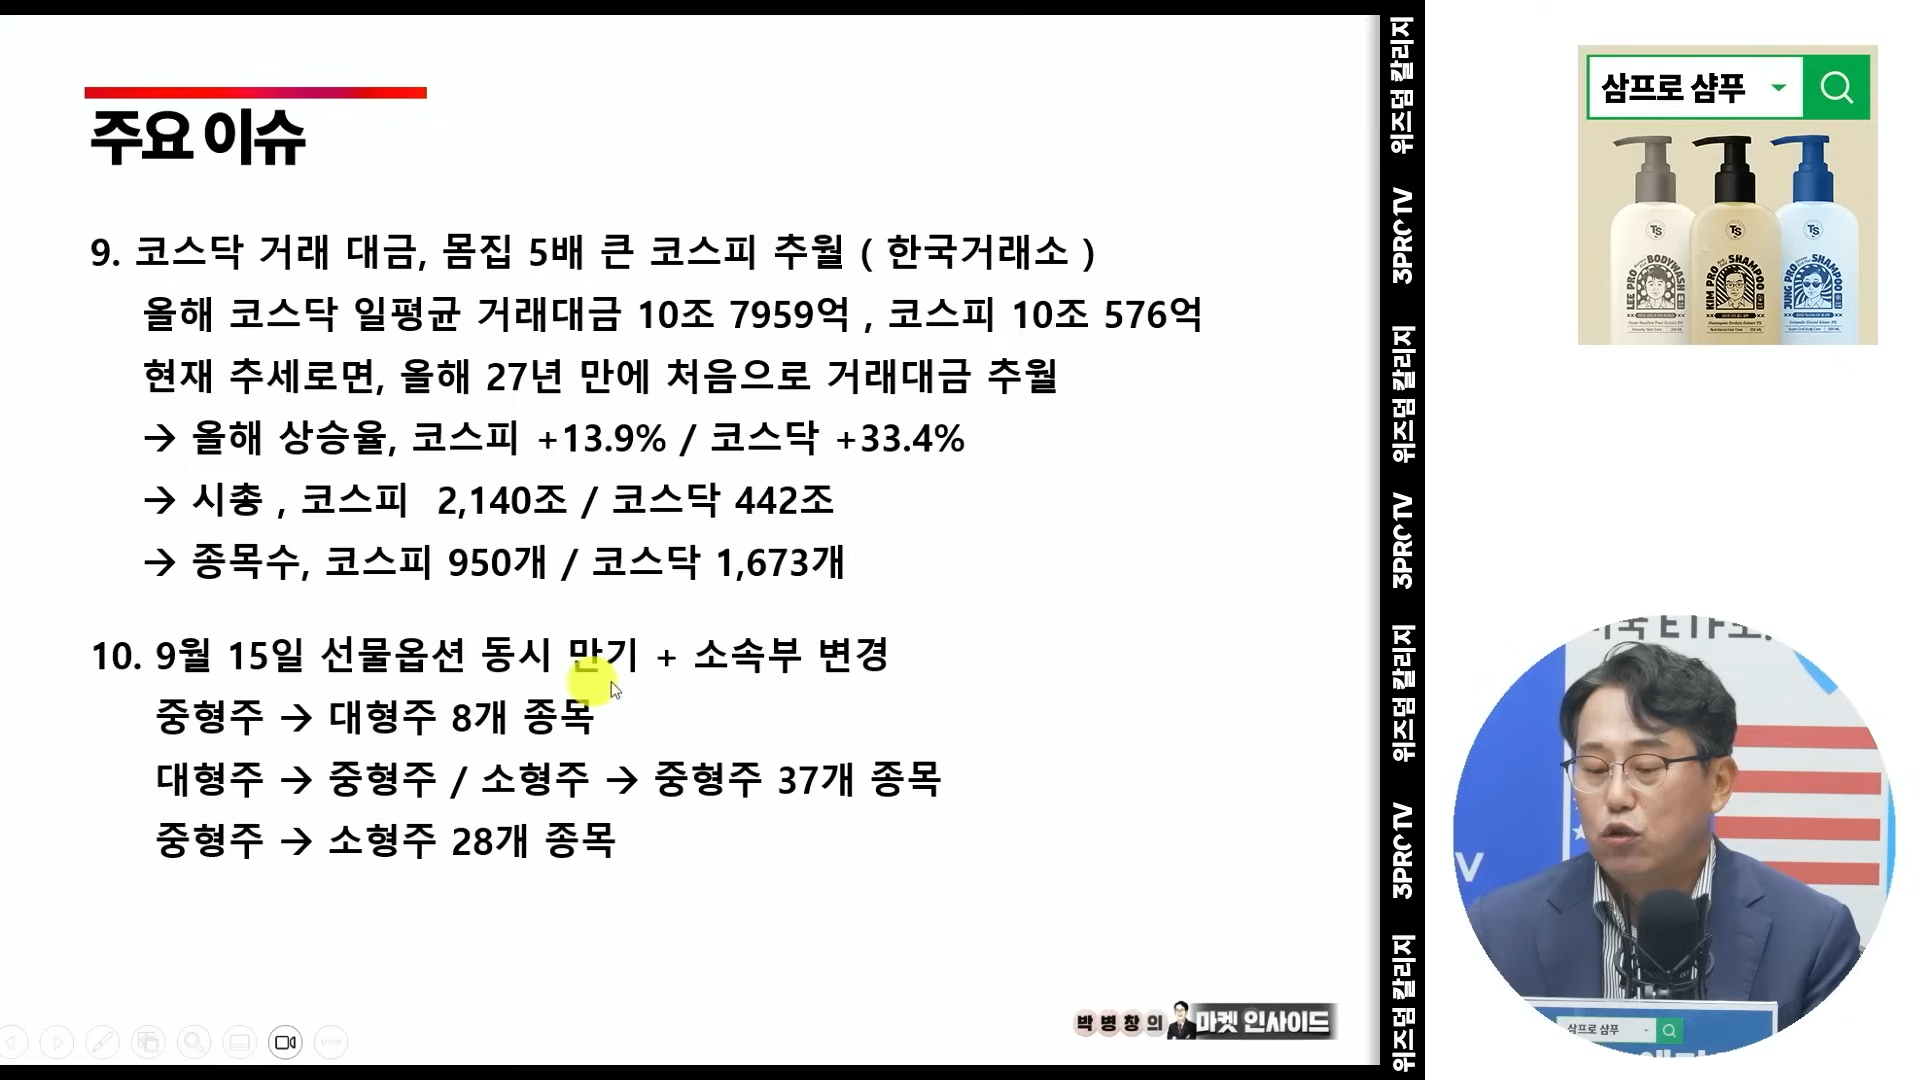 주요 이슈
9. 코스닥 거래 대금, 몸집 5배 큰 코스피 추월 ( 한국거래소 )
올해 코스닥 일평균 거래대금 10조 7959억 , 코스피 10조 576억
현재 추세로면, 올해 27년 만에 처음으로 거래대금 추월
→ 올해 상승율, 코스피 +13.9% / 코스닥 +33.4%
→ 시총 , 코스피 2,140조 / 코스닥 442조
→ 종목수, 코스피 950개 / 코스닥 1,673개
10. 9월 15일 선물옵션 동시 만기 + 소속부 변경
중형주 → 대형주 8개 종목
대형주 → 중형주 / 소형주 → 중형주 37개 종목
중형주 → 소형주 28개 종목
박병창의 마켓 인사이드
위즈덤 칼리지
3PROTV
위즈덤 칼리지
3PROTV
위즈덤 칼리지
3PROTV
위즈덤 칼리지
삼프로 샴푸
TS
TS
TS
LEE PRO BODYWASH
KIM PRO SHAMPOO
JUNG PRO SHAMPOO
V
삼프로 샴푸